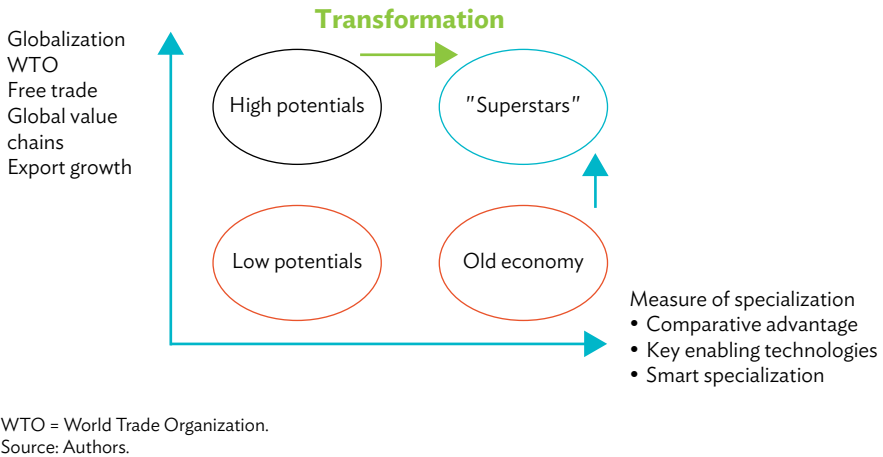 Transformation
Globalization
WTO
Free trade
Global value
chains
Export growth
High potentials
"Superstars"
Low potentials
Old economy
Measure of specialization
• Comparative advantage
• Key enabling technologies
• Smart specialization
WTO = World Trade Organization.
Source: Authors.